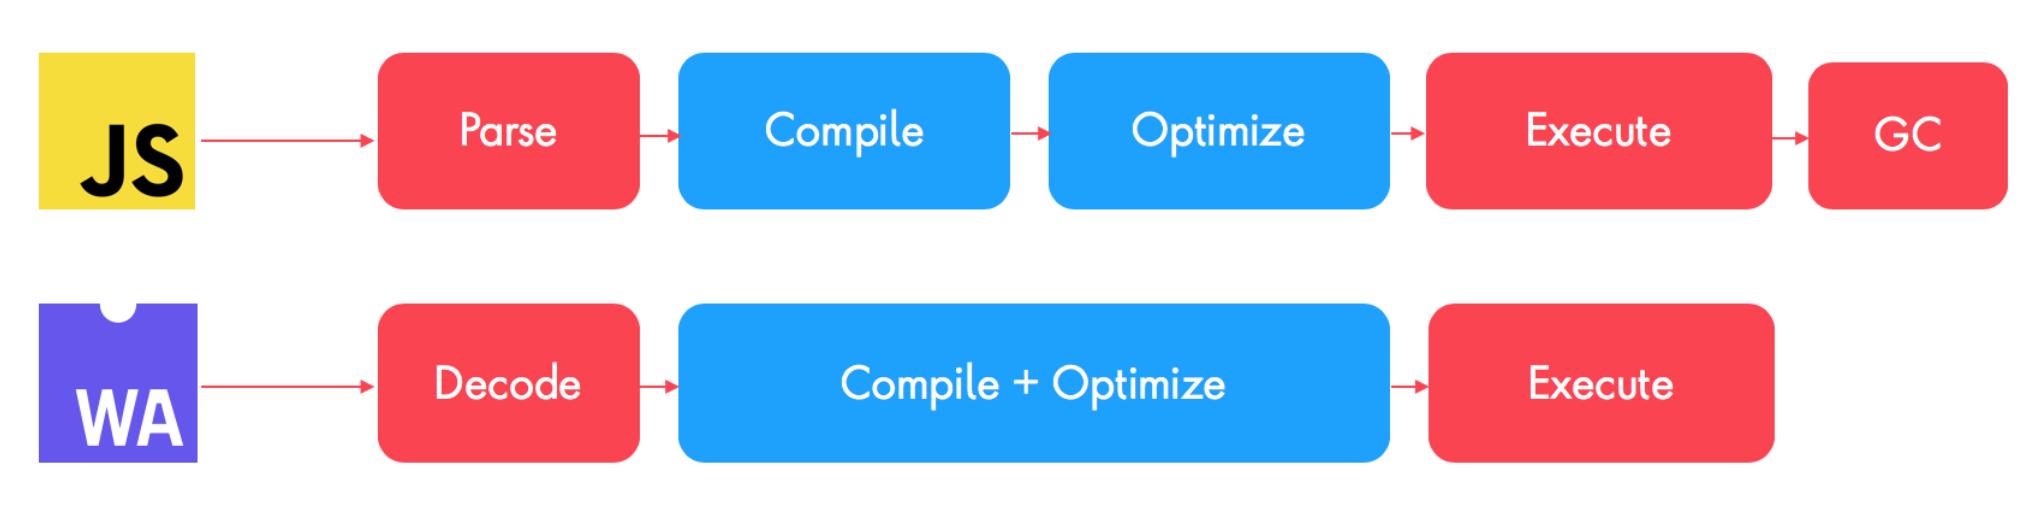 JS
Parse
Compile
Optimize
Execute
GC
WA
Decode
Compile + Optimize
Execute